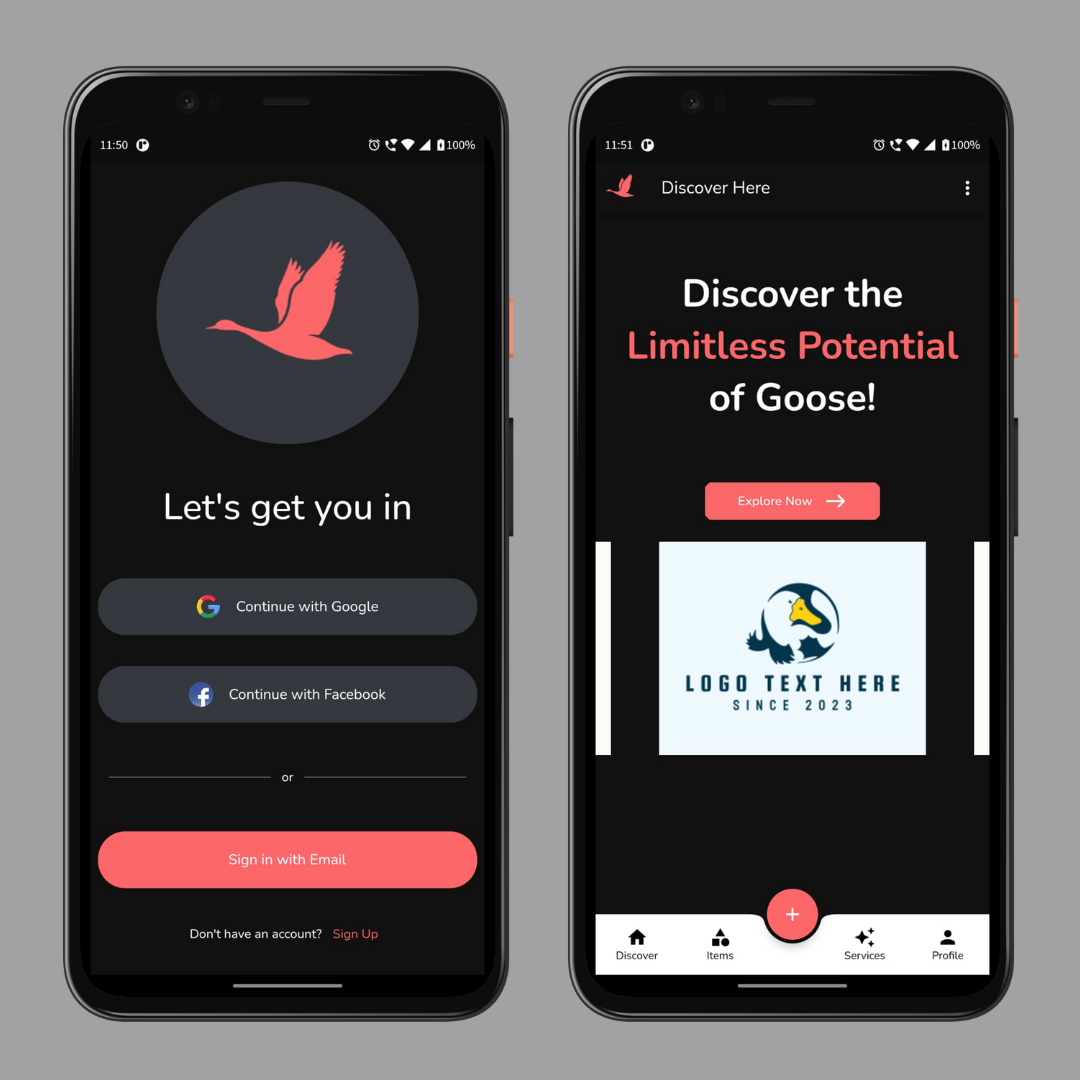 11:50
100%
Let's get you in
Continue with Google
Continue with Facebook
or
Sign in with Email
Don't have an account? Sign Up
11:51
100%
Discover Here
Discover the
Limitless Potential
of Goose!
Explore Now
LOGO TEXT HERE
SINCE 2023
+
Discover
Items
Services
Profile